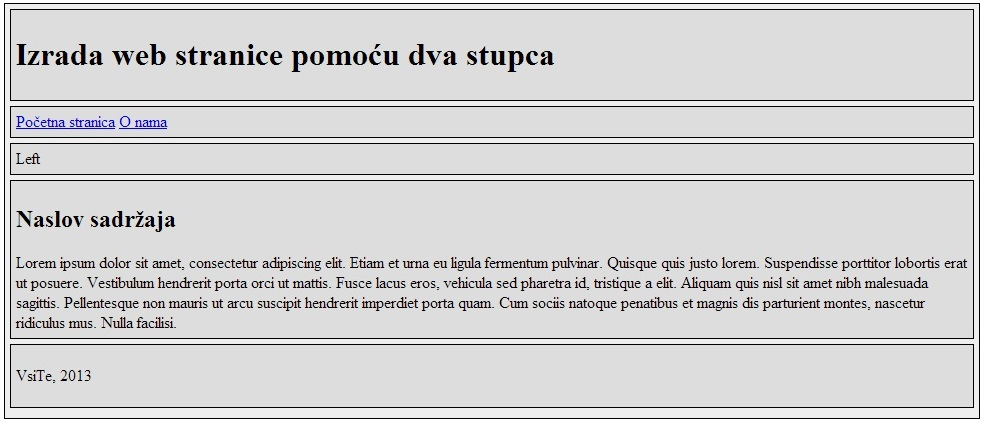 Izrada web stranice pomoću dva stupca
Početna stranica O nama
Left
Naslov sadržaja
Lorem ipsum dolor sit amet, consectetur adipiscing elit. Etiam et urna eu ligula fermentum pulvinar. Quisque quis justo lorem. Suspendisse porttitor lobortis erat
ut posuere. Vestibulum hendrerit porta orci ut mattis. Fusce lacus eros, vehicula sed pharetra id, tristique a elit. Aliquam quis nisl sit amet nibh malesuada
sagittis. Pellentesque non mauris ut arcu suscipit hendrerit imperdiet porta quam. Cum sociis natoque penatibus et magnis dis parturient montes, nascetur
ridiculus mus. Nulla facilisi.
VsiTe, 2013